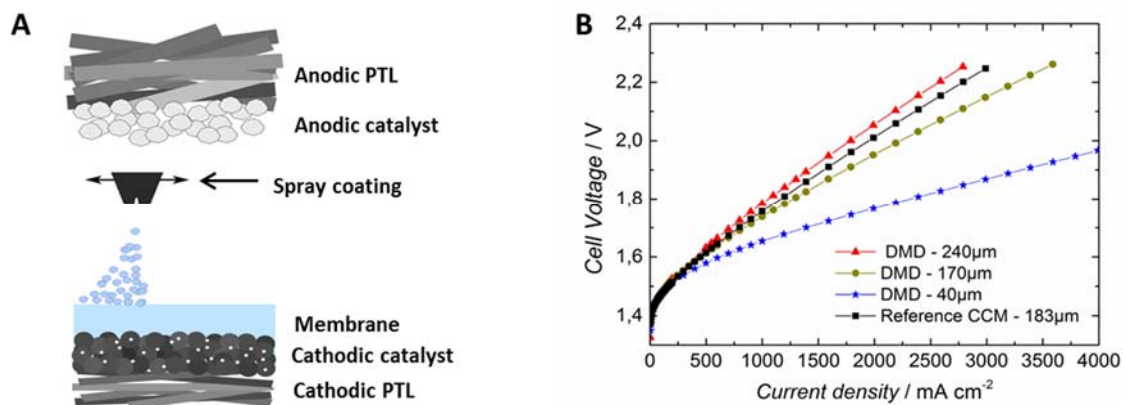 A
Anodic PTL
Anodic catalyst
Spray coating
Membrane
Cathodic catalyst
Cathodic PTL
B
2,4
2,2
2,0
1,8
1,6
1,4
Cell Voltage / V
DMD - 240μm
DMD - 170μm
DMD - 40μm
Reference CCM - 183μm
0 500 1000 1500 2000 2500 3000 3500 4000
Current density / mA cm⁻²